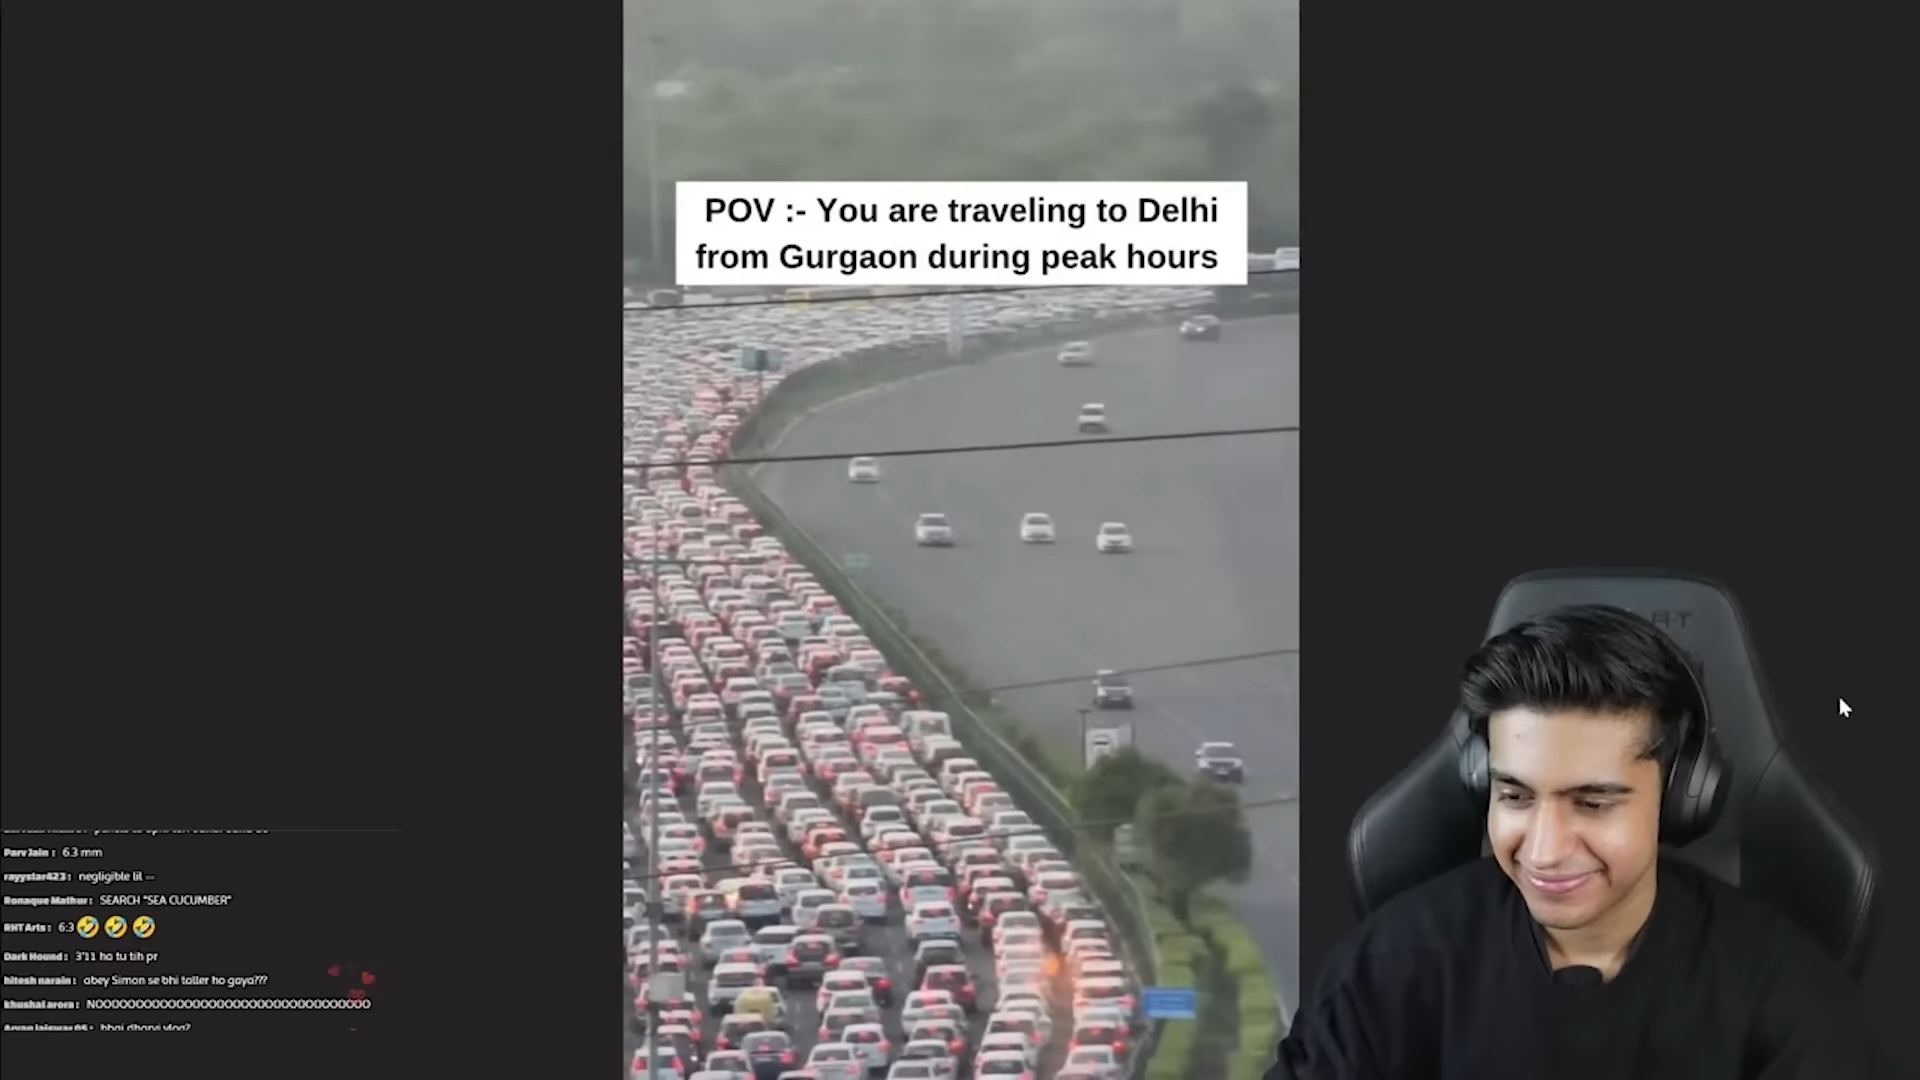 POV :- You are traveling to Delhi
from Gurgaon during peak hours
Parv Jain : 6.3 mm
rayystar423 : negligible lil --
Ronaque Mathur : SEARCH "SEA CUCUMBER"
RHT Arts : 6:3 🤣 🤣 🤣
Dark Hound : 3'11 ha tu tih pr
hitesh narain : abey Simon se bhi taller ho gaya???
khushal arora : NOOOOOOOOOOOOOOOOOOOOOOOOOOOOOOOOOOO